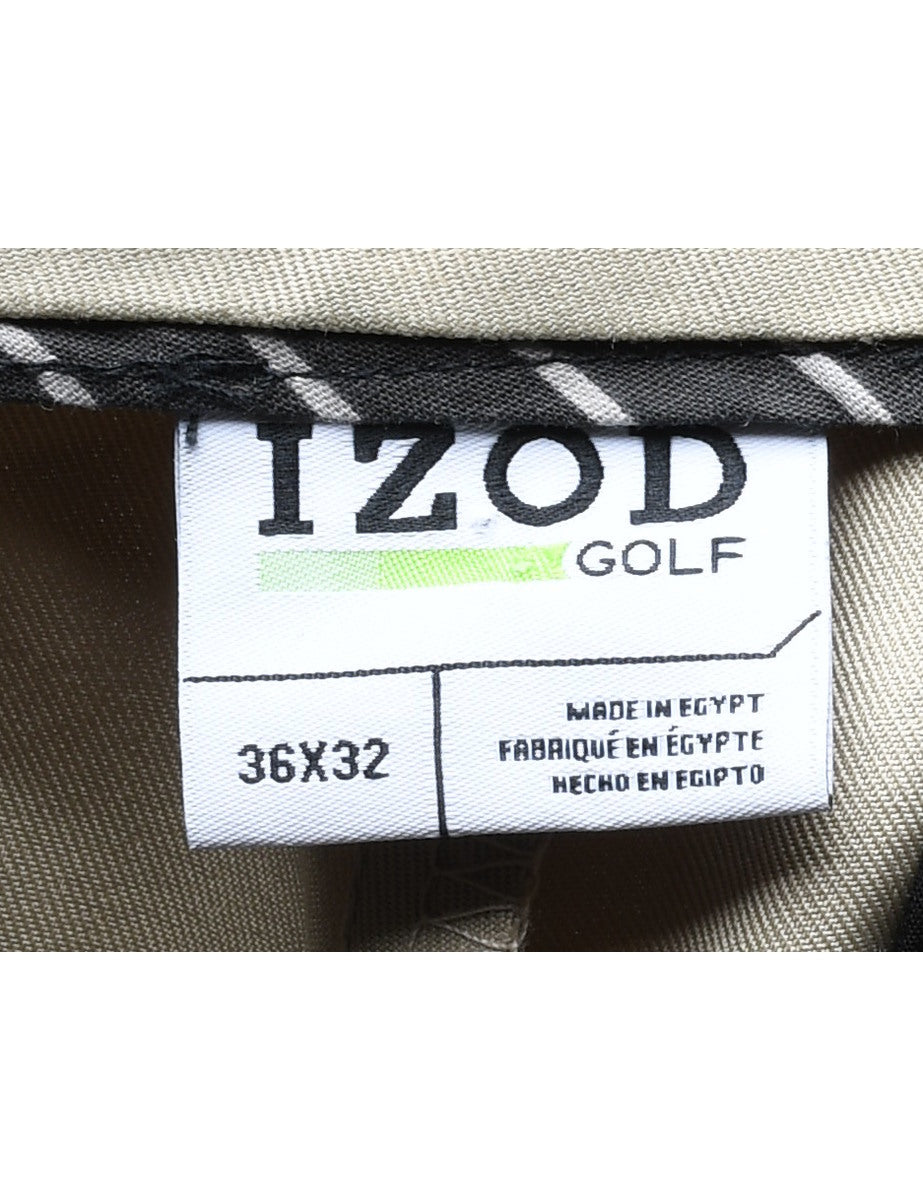 IZOD
GOLF
36X32
MADE IN EGYPT
FABRIQUÉ EN ÉGYPTE
HECHO EN EGIPTO